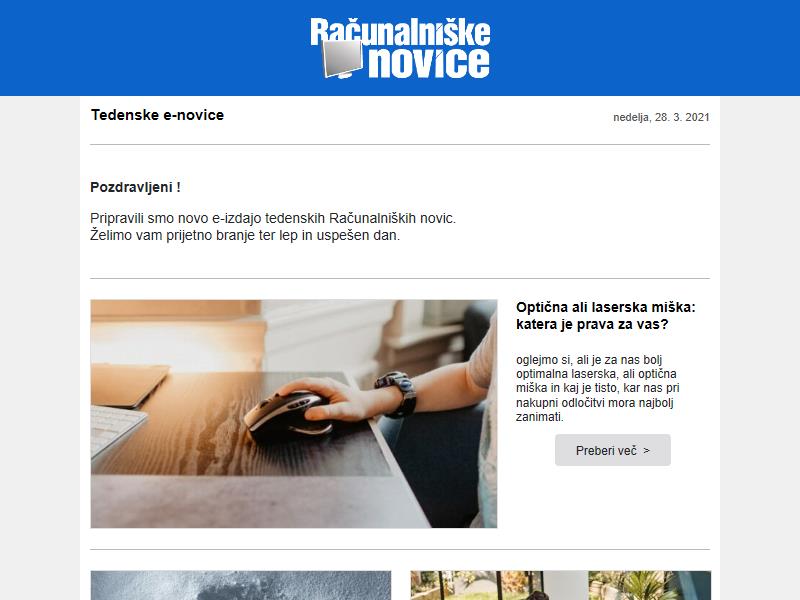 Računalniške
novice
Tedenske e-novice
nedelja, 28. 3. 2021
Pozdravljeni !
Pripravili smo novo e-izdajo tedenskih Računalniških novic.
Želimo vam prijetno branje ter lep in uspešen dan.
Optična ali laserska miška:
katera je prava za vas?
oglejmo si, ali je za nas bolj
optimalna laserska, ali optična
miška in kaj je tisto, kar nas pri
nakupni odločitvi mora najbolj
zanimati.
Preberi več >